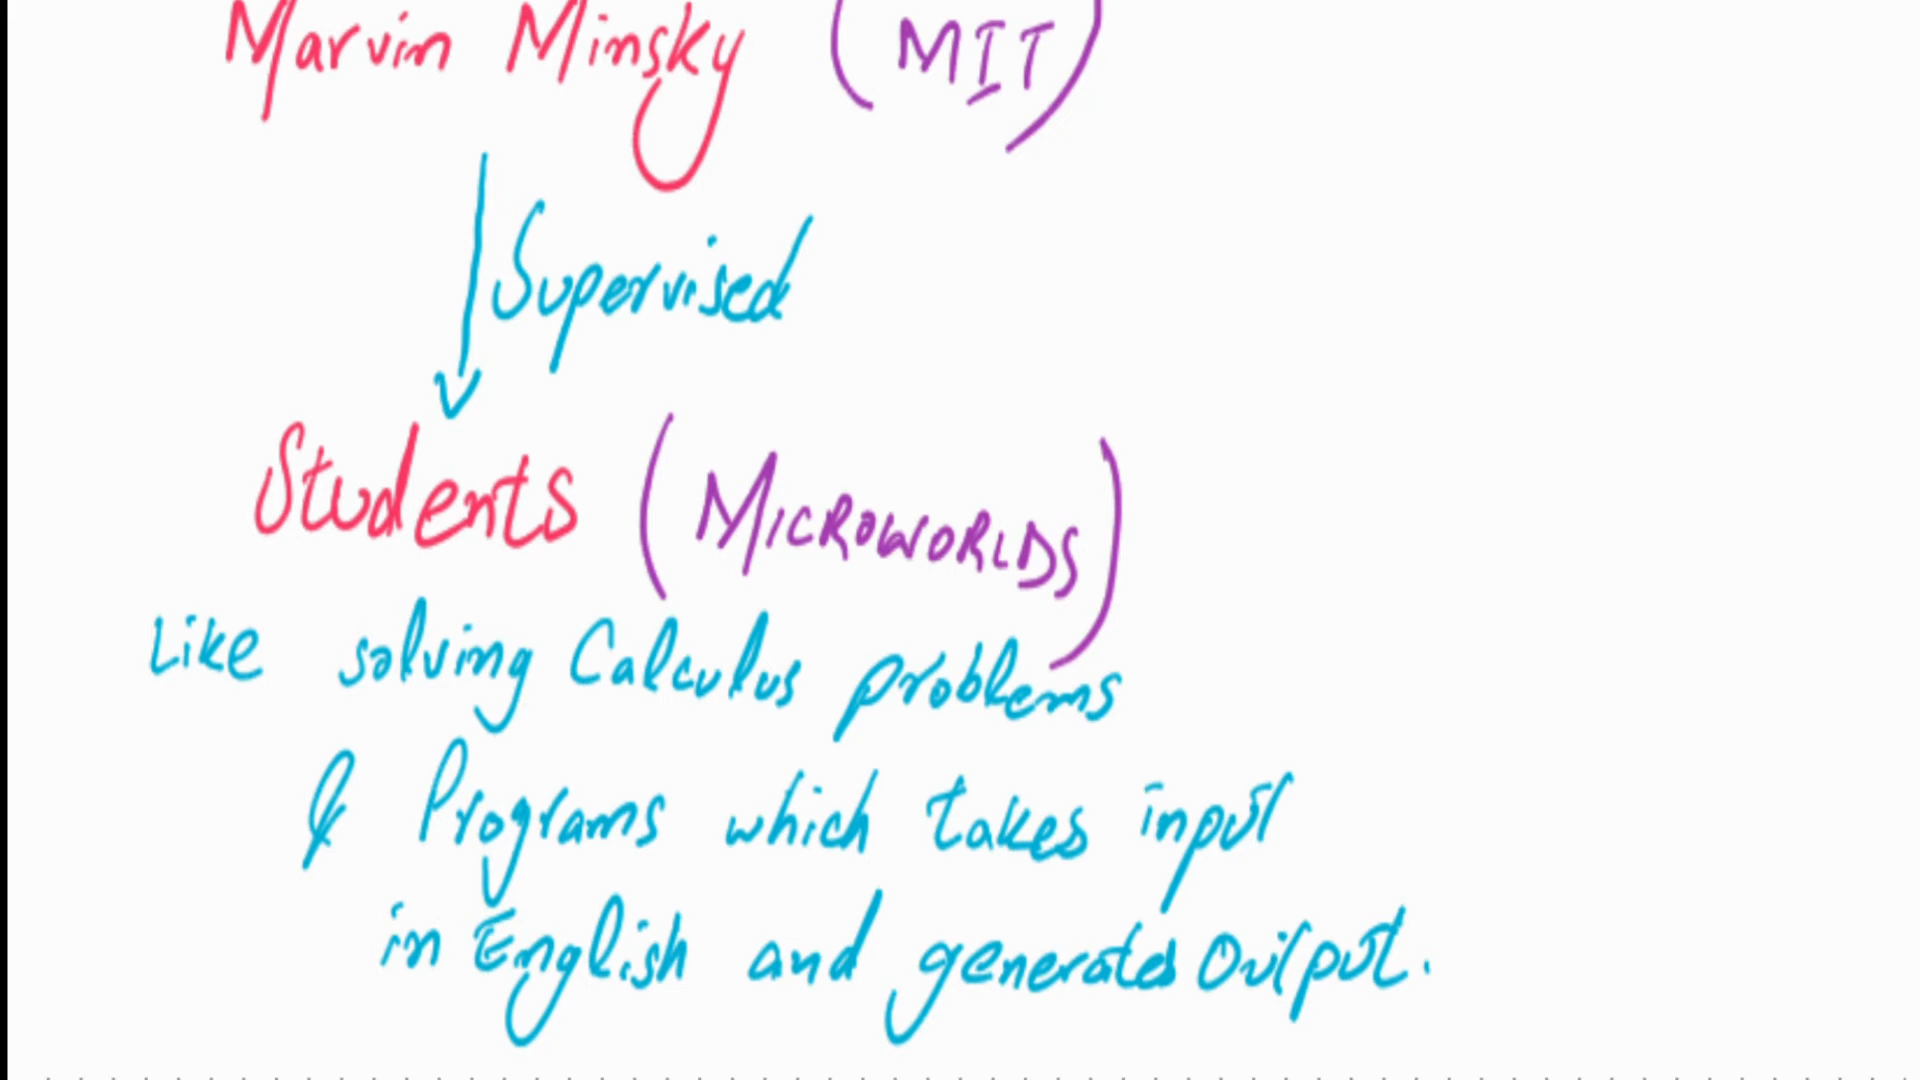 Marvin Minsky (MIT)
Supervised
Students (MICROWORLDS)
Like solving Calculus problems
& Programs which takes input
in English and generates Output.